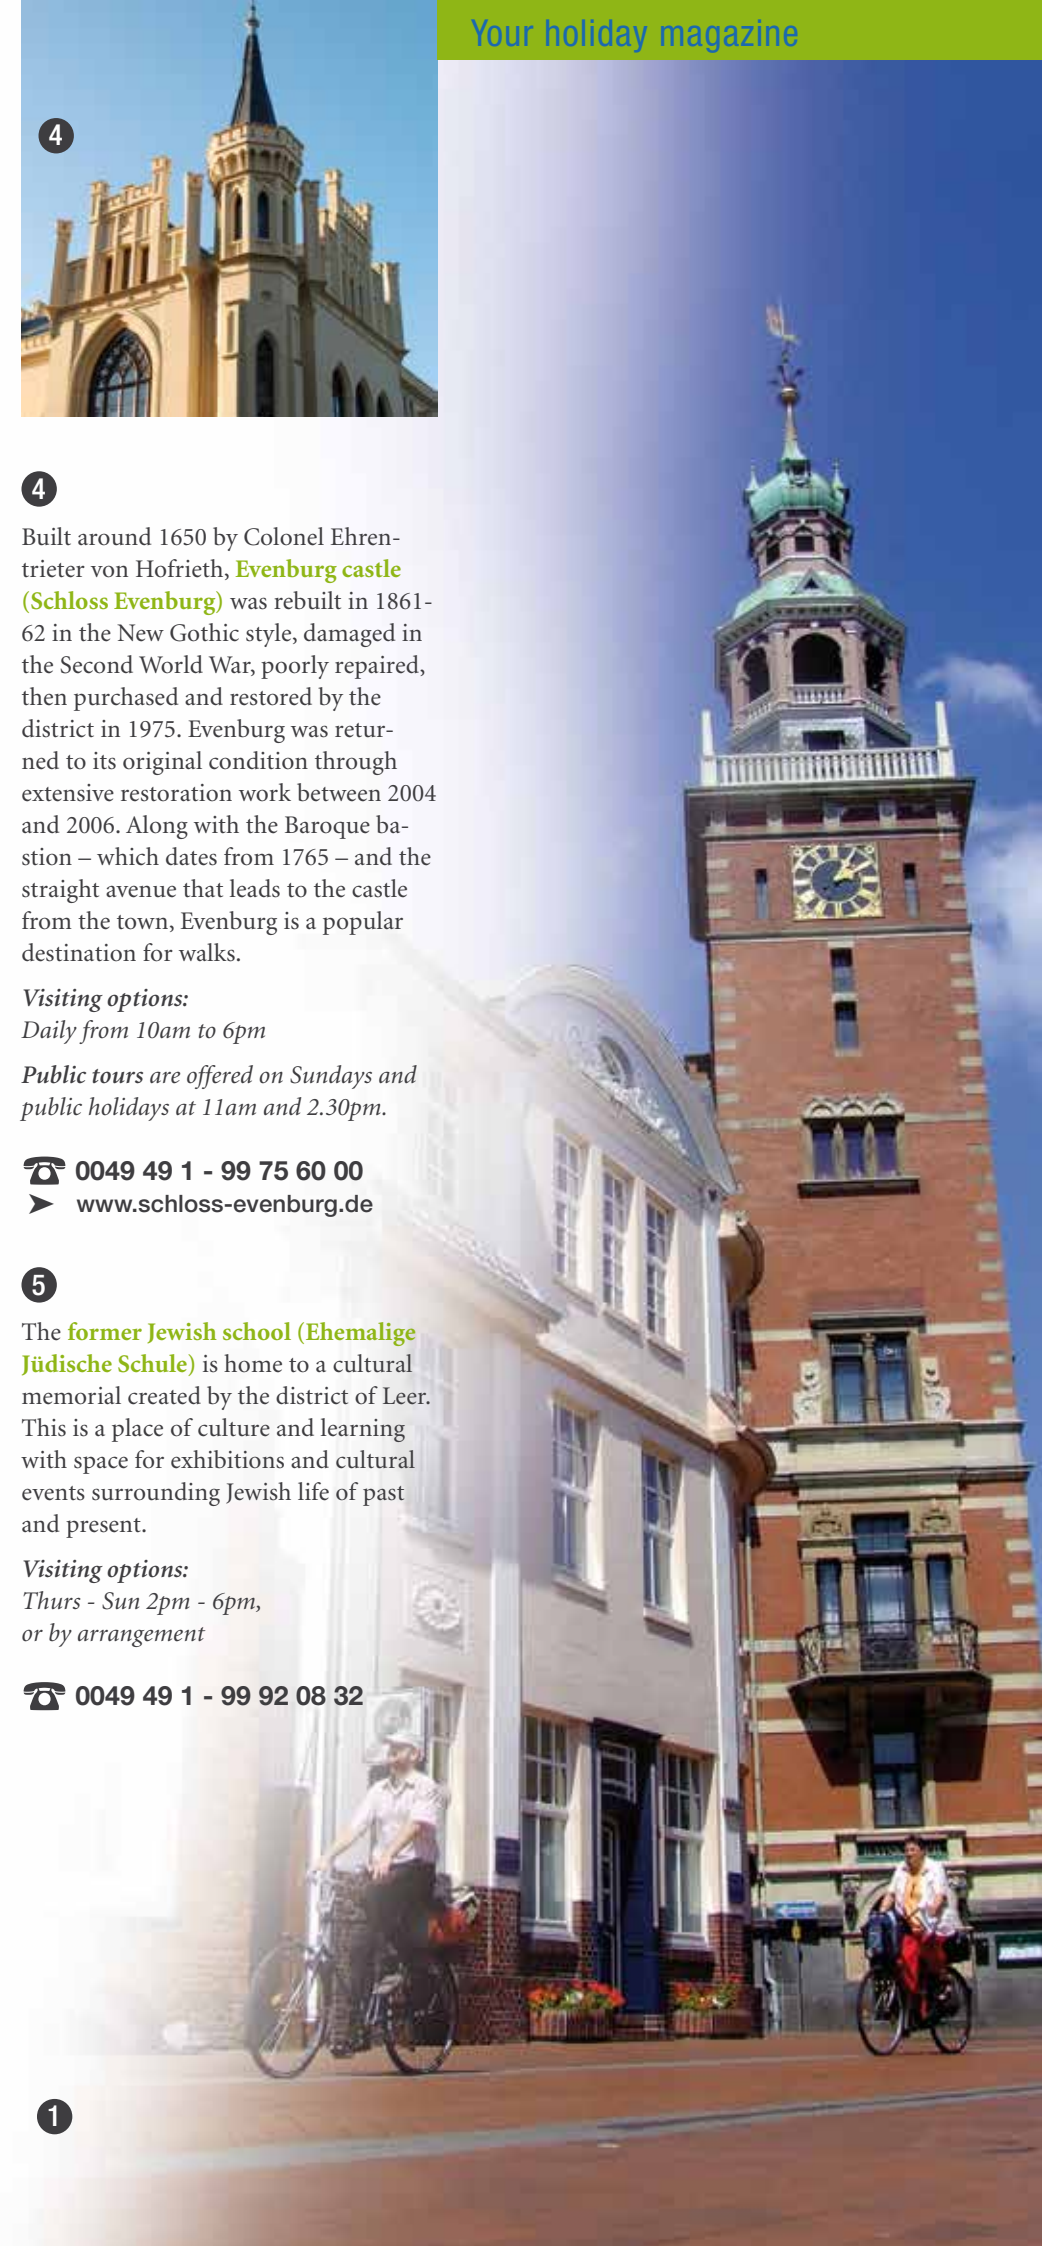 Your holiday magazine
4
4
Built around 1650 by Colonel Ehren-
trieter von Hofrieth, Evenburg castle
(Schloss Evenburg) was rebuilt in 1861-
62 in the New Gothic style, damaged in
the Second World War, poorly repaired,
then purchased and restored by the
district in 1975. Evenburg was retur-
ned to its original condition through
extensive restoration work between 2004
and 2006. Along with the Baroque ba-
stion – which dates from 1765 – and the
straight avenue that leads to the castle
from the town, Evenburg is a popular
destination for walks.
Visiting options:
Daily from 10am to 6pm
Public tours are offered on Sundays and
public holidays at 11am and 2.30pm.
0049 49 1 - 99 75 60 00
www.schloss-evenburg.de
5
The former Jewish school (Ehemalige
Jüdische Schule) is home to a cultural
memorial created by the district of Leer.
This is a place of culture and learning
with space for exhibitions and cultural
events surrounding Jewish life of past
and present.
Visiting options:
Thurs - Sun 2pm - 6pm,
or by arrangement
0049 49 1 - 99 92 08 32
1